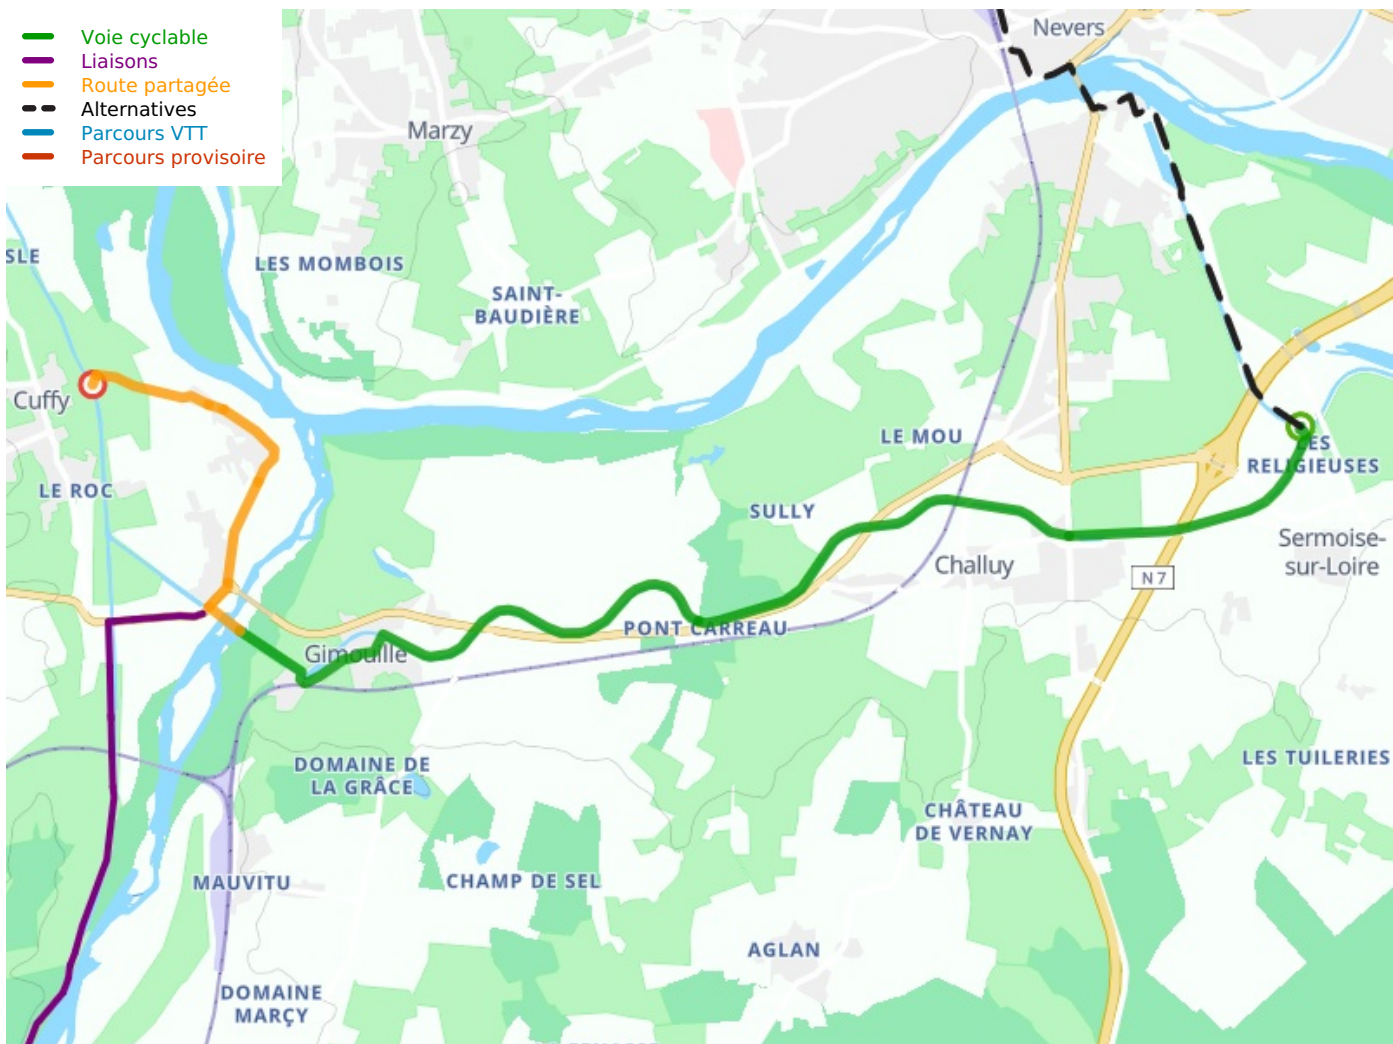 Voie cyclable
Liaisons
Route partagée
Alternatives
Parcours VTT
Parcours provisoire
Nevers
Marzy
SLE
LES MOMBOIS
SAINT-
BAUDIÈRE
Cuffy
LE MOU
LES
RELIGIEUSES
LE ROC
SULLY
Sermoise-
sur-Loire
Challuy
N 7
PONT CARREAU
Gimouille
DOMAINE DE
LA GRÂCE
LES TUILERIES
CHÂTEAU
DE VERNAY
MAUVITU
CHAMP DE SEL
AGLAN
DOMAINE
MARÇY